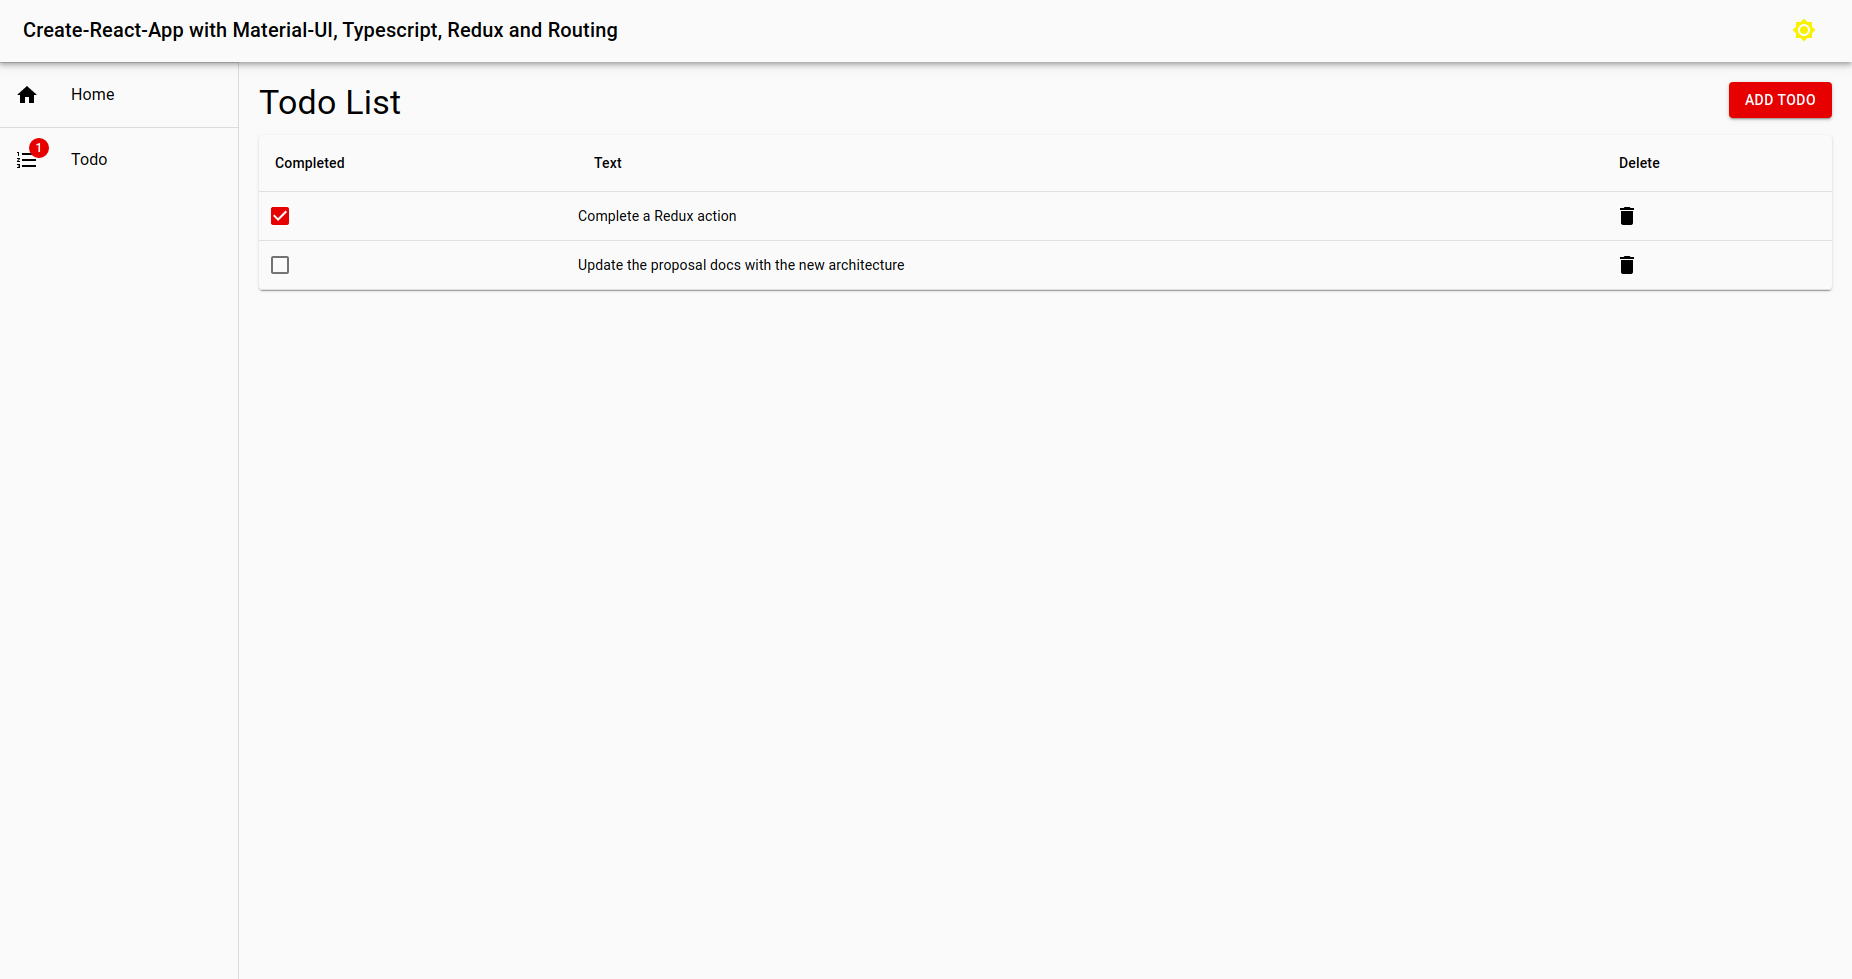 Create-React-App with Material-UI, Typescript, Redux and Routing
Home
1
Todo
Todo List
ADD TODO
Completed Text Delete
Complete a Redux action
Update the proposal docs with the new architecture